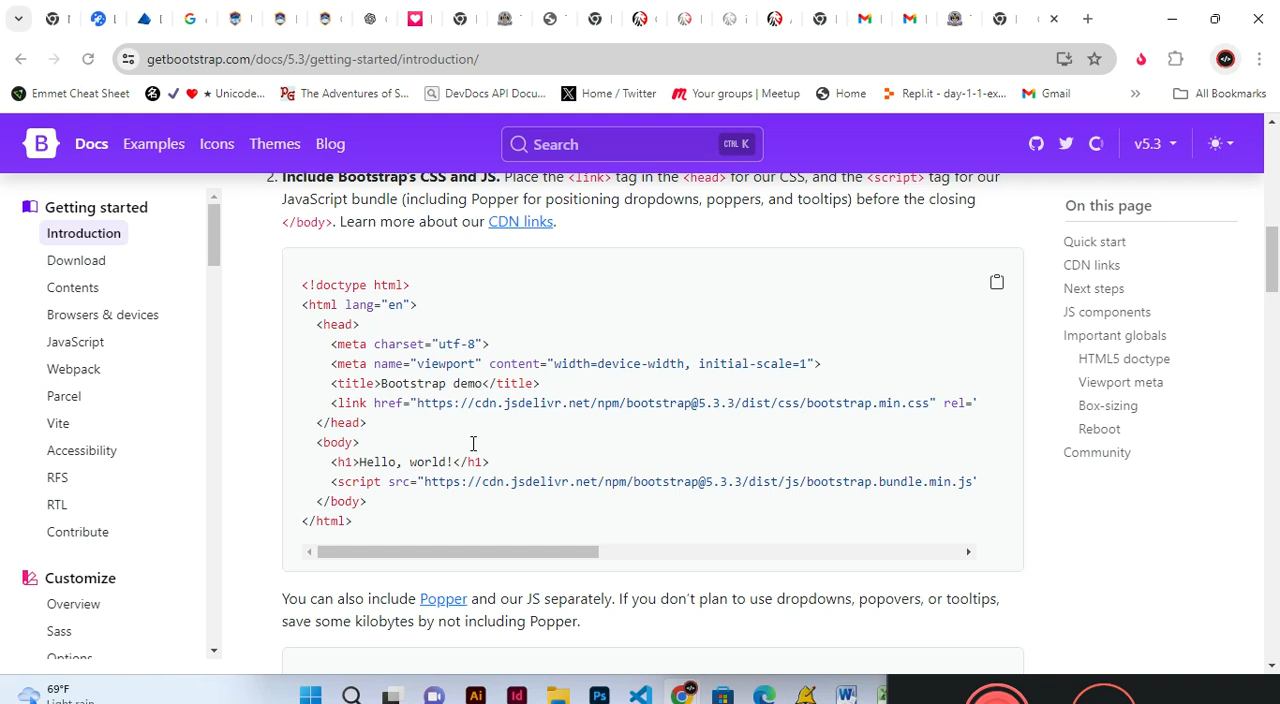 getbootstrap.com/docs/5.3/getting-started/introduction/
Emmet Cheat Sheet
★ Unicode...
The Adventures of S...
DevDocs API Docu...
Home / Twitter
Your groups | Meetup
Home
Repl.it - day-1-1-ex...
Gmail
All Bookmarks
B
Docs
Examples
Icons
Themes
Blog
Search
CTRL K
v5.3
Getting started
Introduction
Download
Contents
Browsers & devices
JavaScript
Webpack
Parcel
Vite
Accessibility
RFS
RTL
Contribute
Customize
Overview
Sass
Options
2. Include Bootstrap's CSS and JS. Place the <link> tag in the <head> for our CSS, and the <script> tag for our
JavaScript bundle (including Popper for positioning dropdowns, poppers, and tooltips) before the closing
</body>. Learn more about our CDN links.
<!doctype html>
<html lang="en">
<head>
<meta charset="utf-8">
<meta name="viewport" content="width=device-width, initial-scale=1">
<title>Bootstrap demo</title>
<link href="https://cdn.jsdelivr.net/npm/bootstrap@5.3.3/dist/css/bootstrap.min.css" rel="
</head>
<body>
<h1>Hello, world!</h1>
<script src="https://cdn.jsdelivr.net/npm/bootstrap@5.3.3/dist/js/bootstrap.bundle.min.js"
</body>
</html>
You can also include Popper and our JS separately. If you don't plan to use dropdowns, popovers, or tooltips,
save some kilobytes by not including Popper.
On this page
Quick start
CDN links
Next steps
JS components
Important globals
HTML5 doctype
Viewport meta
Box-sizing
Reboot
Community
69°F
Light rain
Ai
Id
Ps
W